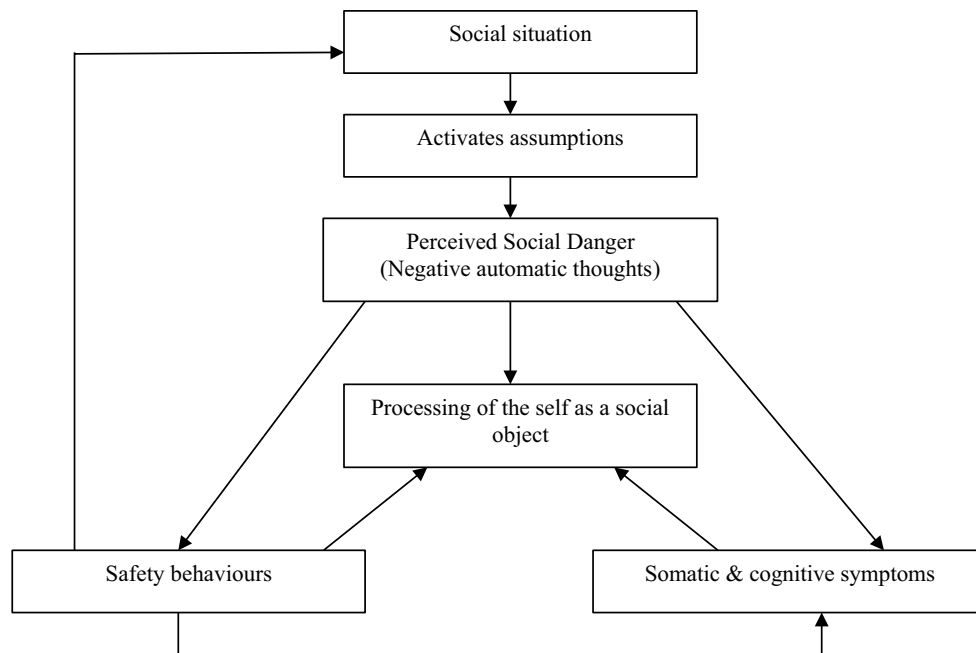 Social situation
Activates assumptions
Perceived Social Danger
(Negative automatic thoughts)
Processing of the self as a social
object
Safety behaviours
Somatic & cognitive symptoms